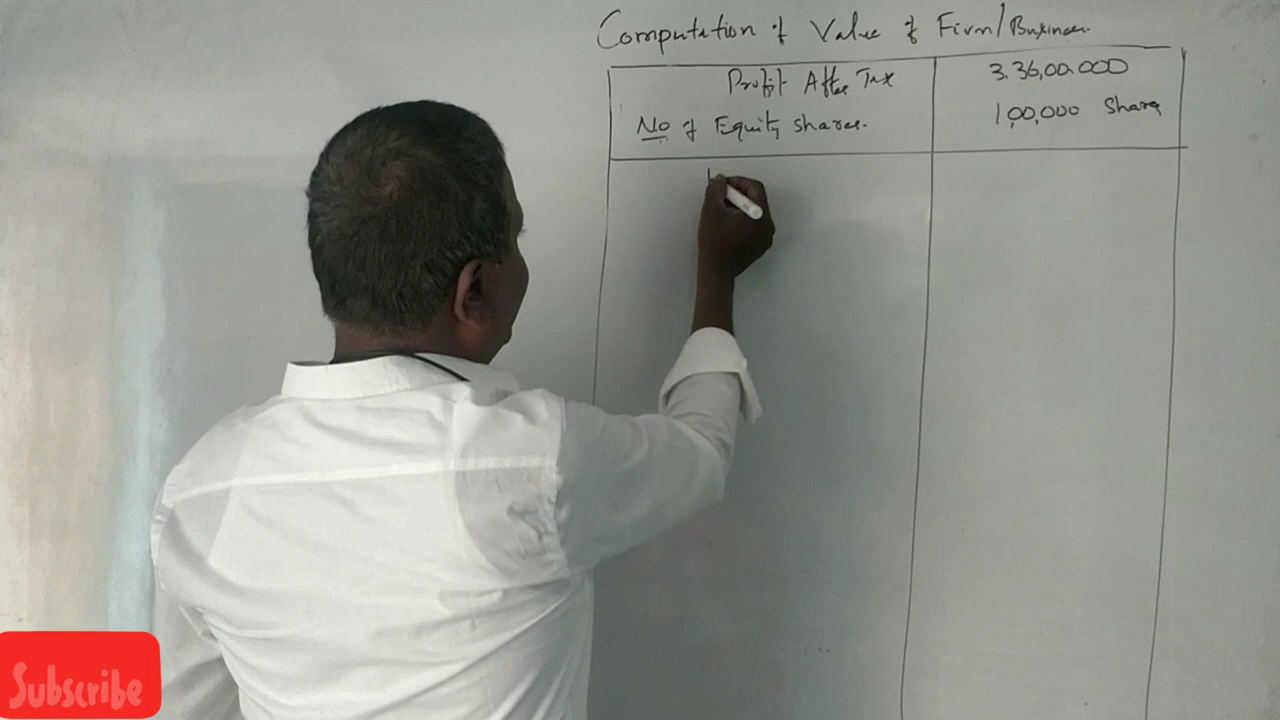 Computation of Value of Firm/Business
Profit After Tax 3,36,00,000
No of Equity shares. 1,00,000 Shares
Subscribe